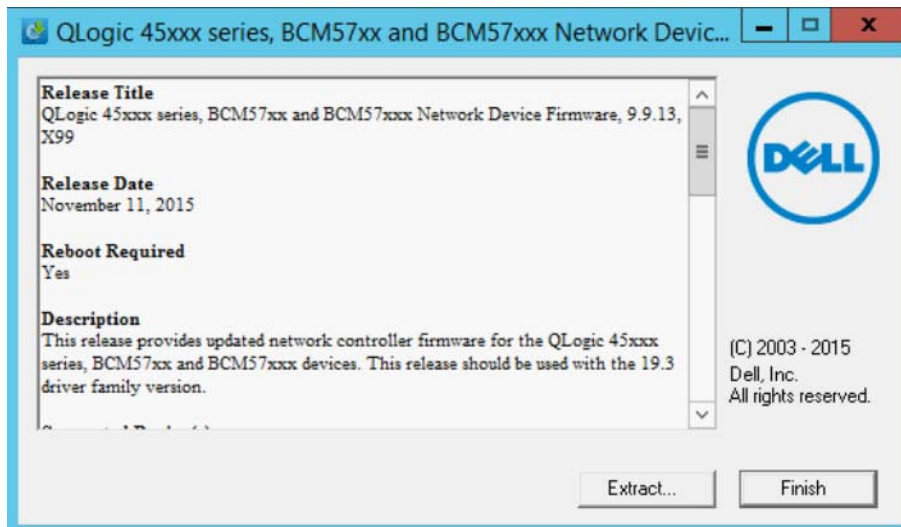 QLogic 45xxx series, BCM57xx and BCM57xxx Network Devic...
Release Title
QLogic 45xxx series, BCM57xx and BCM57xxx Network Device Firmware, 9.9.13,
X99
Release Date
November 11, 2015
Reboot Required
Yes
Description
This release provides updated network controller firmware for the QLogic 45xxx
series, BCM57xx and BCM57xxx devices. This release should be used with the 19.3
driver family version.
DELL
(C) 2003 - 2015
Dell, Inc.
All rights reserved.
Extract...
Finish